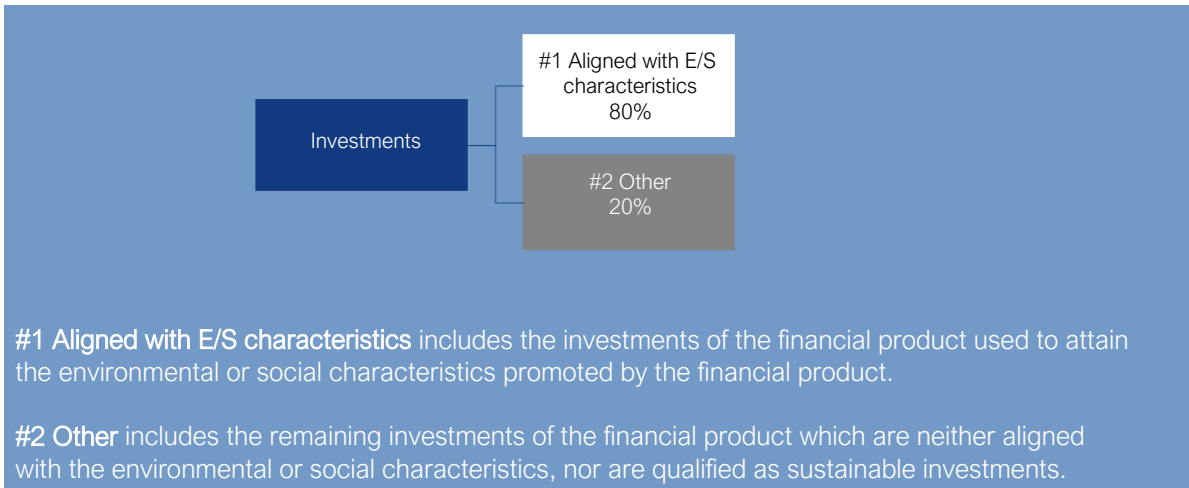 #1 Aligned with E/S
characteristics
80%
Investments
#2 Other
20%
#1 Aligned with E/S characteristics includes the investments of the financial product used to attain
the environmental or social characteristics promoted by the financial product.
#2 Other includes the remaining investments of the financial product which are neither aligned
with the environmental or social characteristics, nor are qualified as sustainable investments.